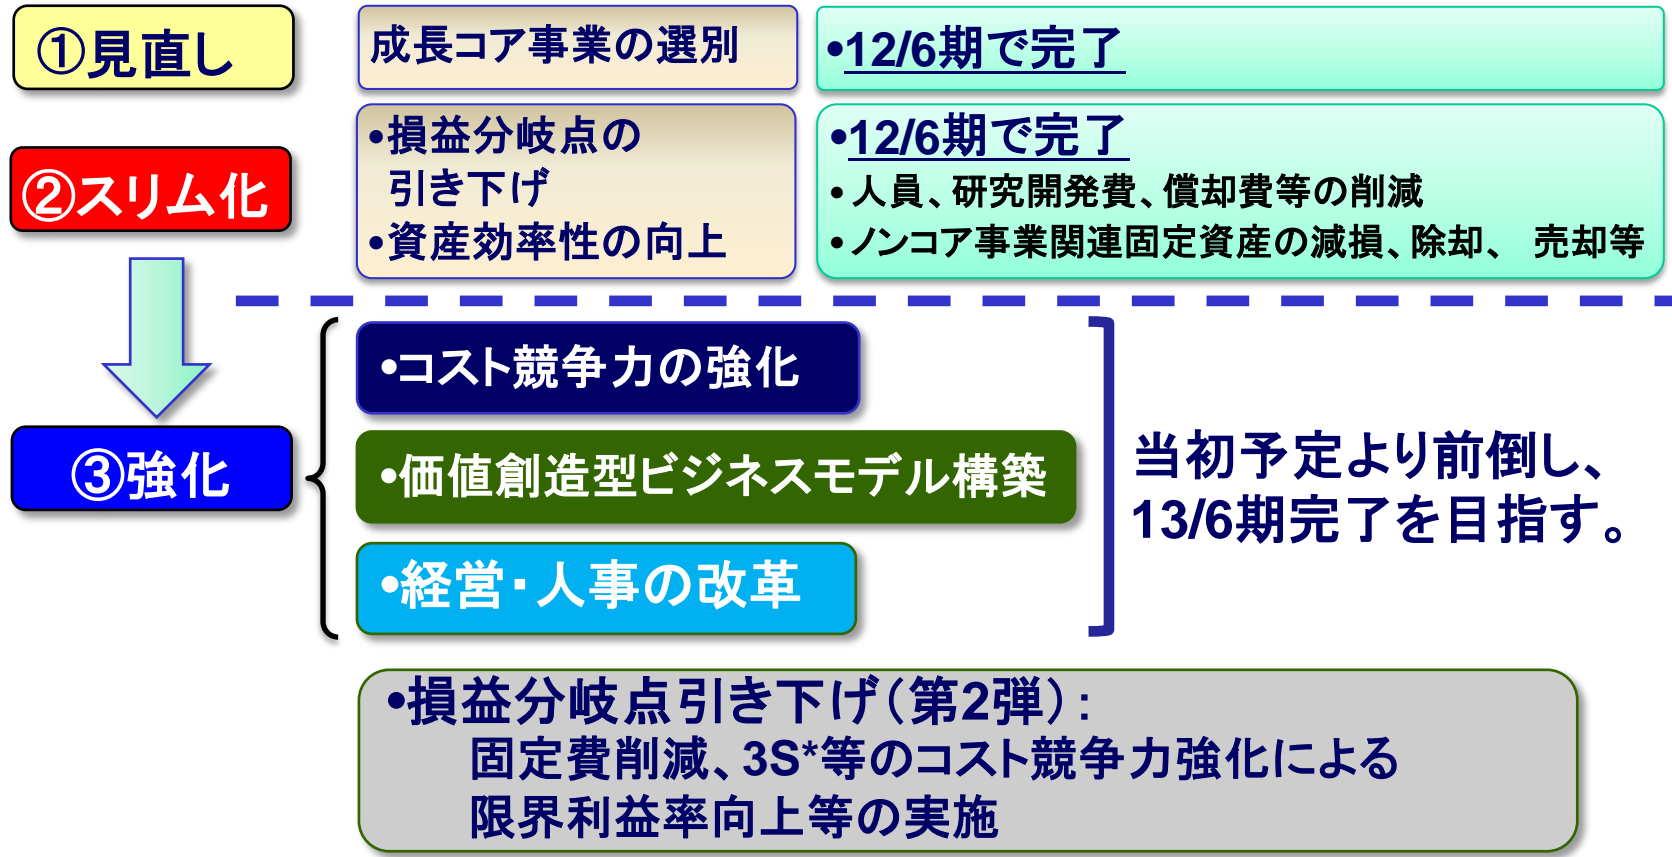 ①見直し
成長コア事業の選別
•12/6期で完了
②スリム化
•損益分岐点の
引き下げ
•資産効率性の向上
•12/6期で完了
•人員、研究開発費、償却費等の削減
•ノンコア事業関連固定資産の減損、除却、 売却等
③強化
•コスト競争力の強化
•価値創造型ビジネスモデル構築
•経営・人事の改革
当初予定より前倒し、
13/6期完了を目指す。
•損益分岐点引き下げ（第2弾）：
固定費削減、3S*等のコスト競争力強化による
限界利益率向上等の実施